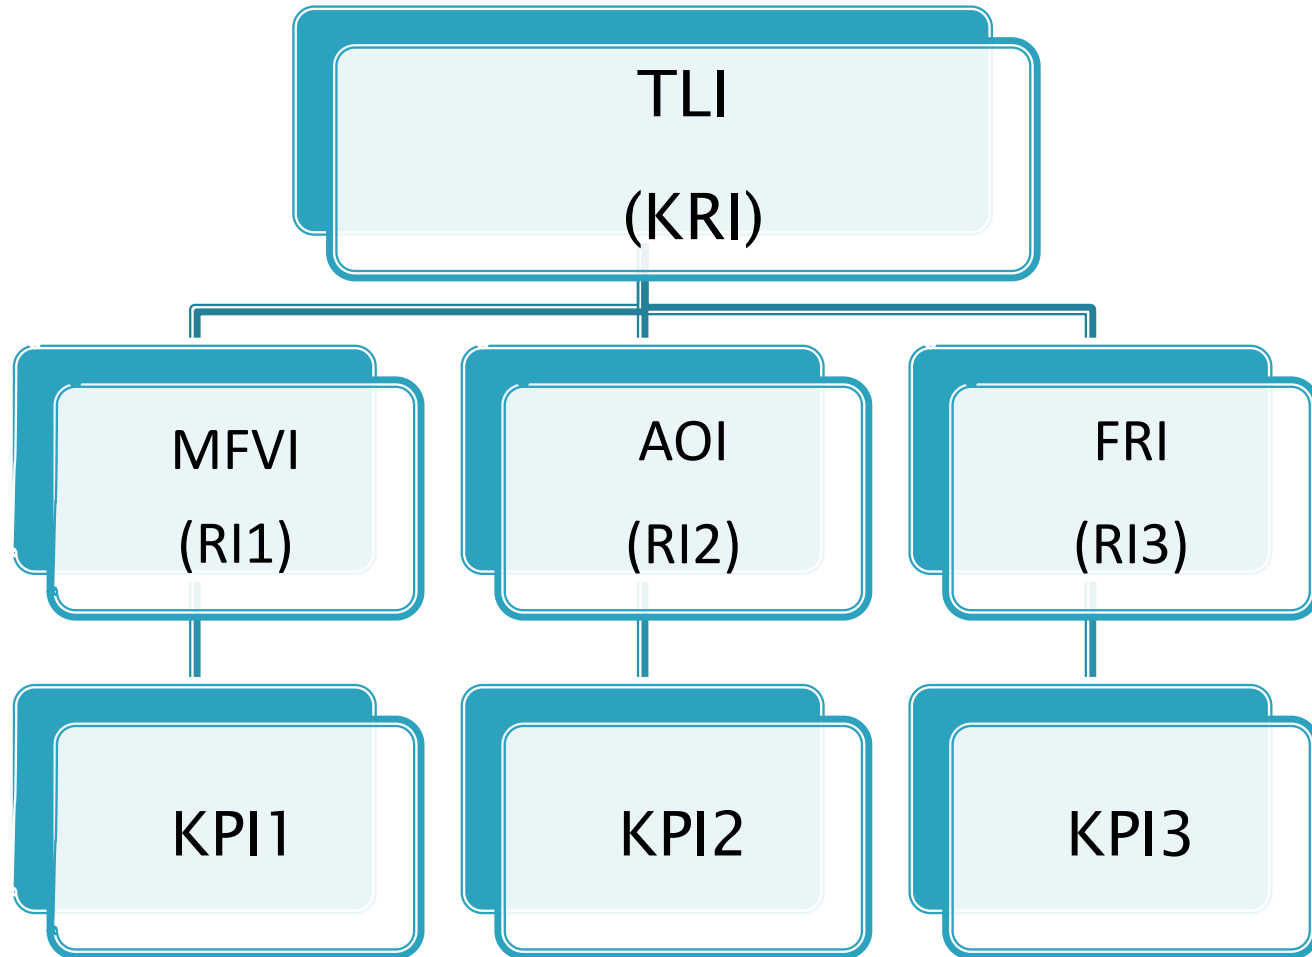 TLI
(KRI)
MFVI
(RI1)
AOI
(RI2)
FRI
(RI3)
KPI1
KPI2
KPI3